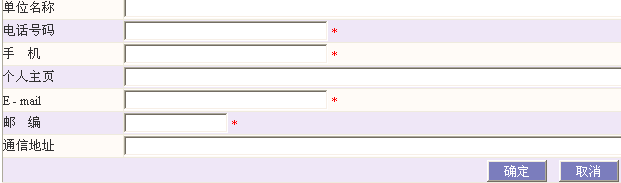 单位名称
电话号码 *
手 机 *
个人主页
E - mail *
邮 编 *
通信地址
确定 取消